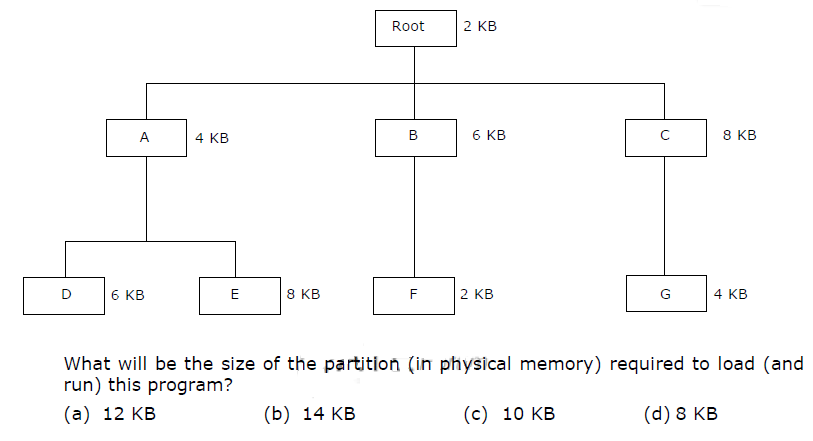 Root 2 KB
A 4 KB B 6 KB C 8 KB
D 6 KB E 8 KB F 2 KB G 4 KB
What will be the size of the partition (in physical memory) required to load (and
run) this program?
(a) 12 KB (b) 14 KB (c) 10 KB (d) 8 KB